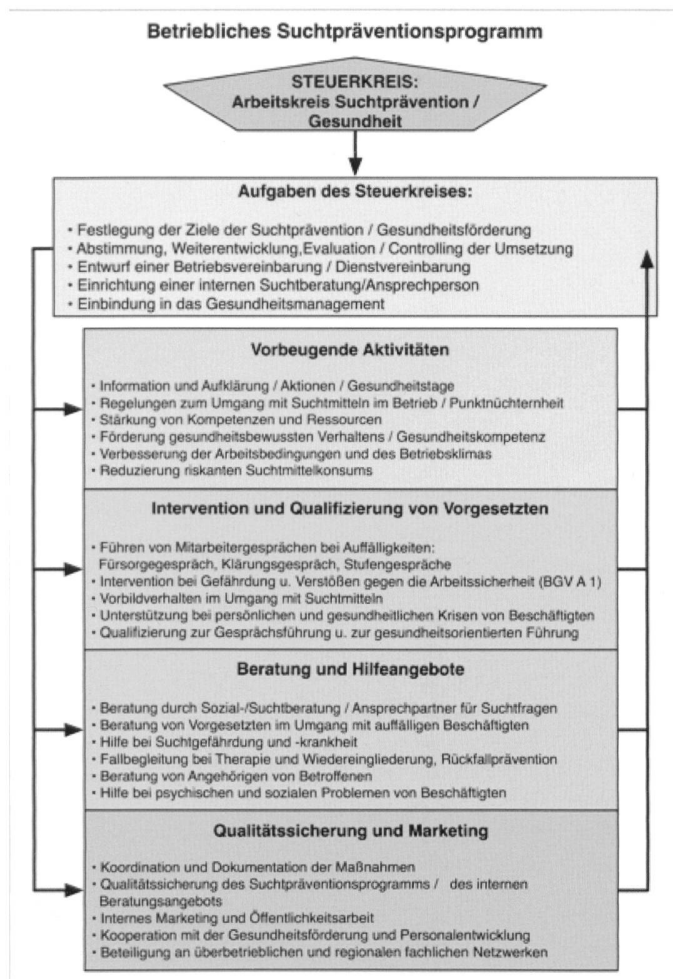 Betriebliches Suchtpräventionsprogramm
STEUERKREIS:
Arbeitskreis Suchtprävention /
Gesundheit
Aufgaben des Steuerkreises:
• Festlegung der Ziele der Suchtprävention / Gesundheitsförderung
• Abstimmung, Weiterentwicklung,Evaluation / Controlling der Umsetzung
• Entwurf einer Betriebsvereinbarung / Dienstvereinbarung
• Einrichtung einer internen Suchtberatung/Ansprechperson
• Einbindung in das Gesundheitsmanagement
Vorbeugende Aktivitäten
• Information und Aufklärung / Aktionen / Gesundheitstage
• Regelungen zum Umgang mit Suchtmitteln im Betrieb / Punktnüchternheit
• Stärkung von Kompetenzen und Ressourcen
• Förderung gesundheitsbewussten Verhaltens / Gesundheitskompetenz
• Verbesserung der Arbeitsbedingungen und des Betriebsklimas
• Reduzierung riskanten Suchtmittelkonsums
Intervention und Qualifizierung von Vorgesetzten
• Führen von Mitarbeitergesprächen bei Auffälligkeiten:
Fürsorgegespräch, Klärungsgespräch, Stufengespräche
• Intervention bei Gefährdung u. Verstößen gegen die Arbeitssicherheit (BGV A 1)
• Vorbildverhalten im Umgang mit Suchtmitteln
• Unterstützung bei persönlichen und gesundheitlichen Krisen von Beschäftigten
• Qualifizierung zur Gesprächsführung u. zur gesundheitsorientierten Führung
Beratung und Hilfeangebote
• Beratung durch Sozial-/Suchtberatung / Ansprechpartner für Suchtfragen
• Beratung von Vorgesetzten im Umgang mit auffälligen Beschäftigten
• Hilfe bei Suchtgefährdung und -krankheit
• Fallbegleitung bei Therapie und Wiedereingliederung, Rückfallprävention
• Beratung von Angehörigen von Betroffenen
• Hilfe bei psychischen und sozialen Problemen von Beschäftigten
Qualitätssicherung und Marketing
• Koordination und Dokumentation der Maßnahmen
• Qualitätssicherung des Suchtpräventionsprogramms / des internen
Beratungsangebots
• Internes Marketing und Öffentlichkeitsarbeit
• Kooperation mit der Gesundheitsförderung und Personalentwicklung
• Beteiligung an überbetrieblichen und regionalen fachlichen Netzwerken